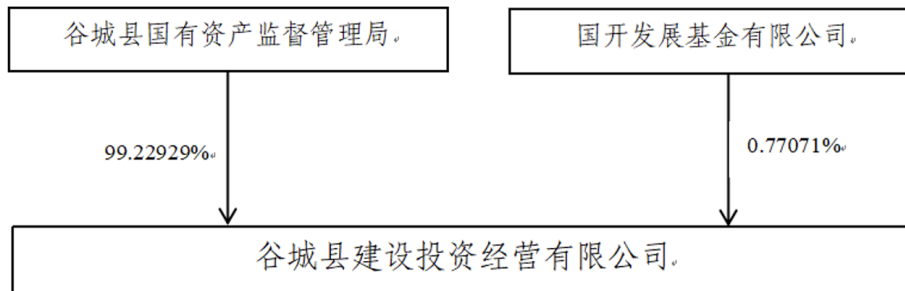 谷城县国有资产监督管理局
国开发展基金有限公司
99.22929%
0.77071%
谷城县建设投资经营有限公司